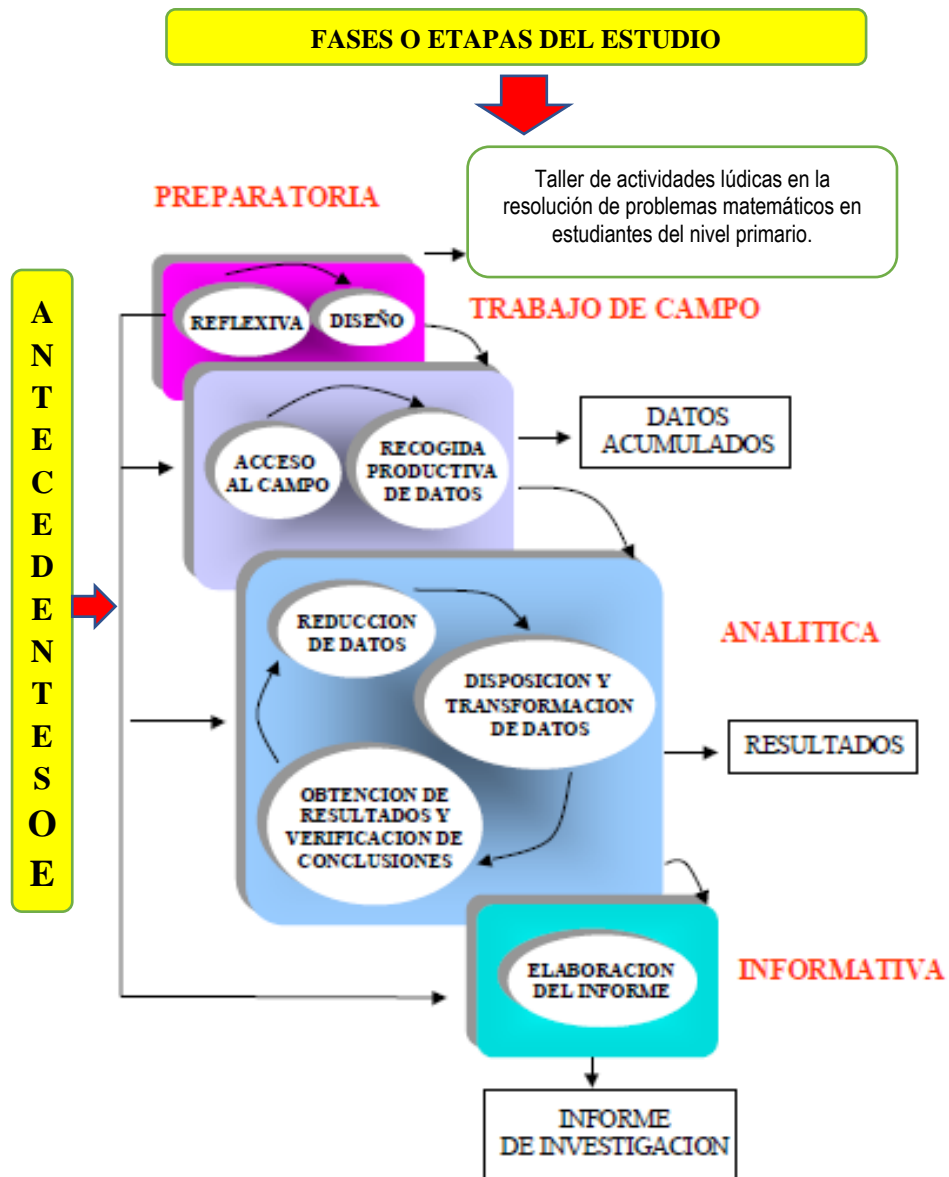 FASES O ETAPAS DEL ESTUDIO
Taller de actividades lúdicas en la
resolución de problemas matemáticos en
estudiantes del nivel primario.
PREPARATORIA
REFLEXIVA
DISEÑO
TRABAJO DE CAMPO
A
N
T
E
C
E
D
E
N
T
E
S
O
E
ACCESO
AL CAMPO
RECOGIDA
PRODUCTIVA
DE DATOS
DATOS
ACUMULADOS
REDUCCION
DE DATOS
ANALITICA
DISPOSICION Y
TRANSFORMACION
DE DATOS
RESULTADOS
OBTENCION DE
RESULTADOS Y
VERIFICACION DE
CONCLUSIONES
ELABORACION
DEL INFORME
INFORMATIVA
INFORME
DE INVESTIGACION